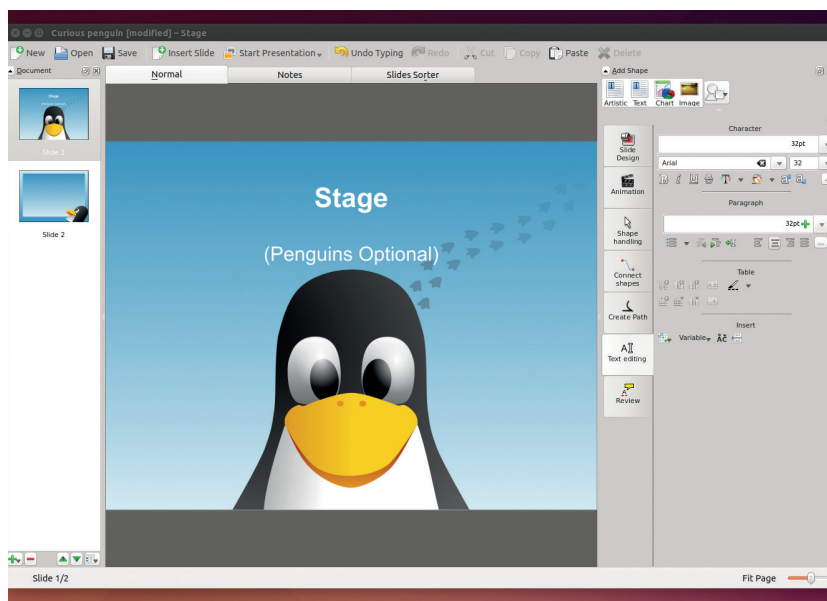 Curious penguin [modified] – Stage
New Open Save Insert Slide Start Presentation Undo Typing Redo Cut Copy Paste Delete
Document
Normal Notes Slides Sorter
Add Shape
Artistic Text Chart Image
Stage
(Penguins Optional)
Slide 1
Slide 2
Slide
Design
Animation
Shape
handling
Connect
shapes
Create Path
Text editing
Review
Character
32pt
Arial 32
Paragraph
32pt
Table
Insert
Variable Åč
Slide 1/2
Fit Page